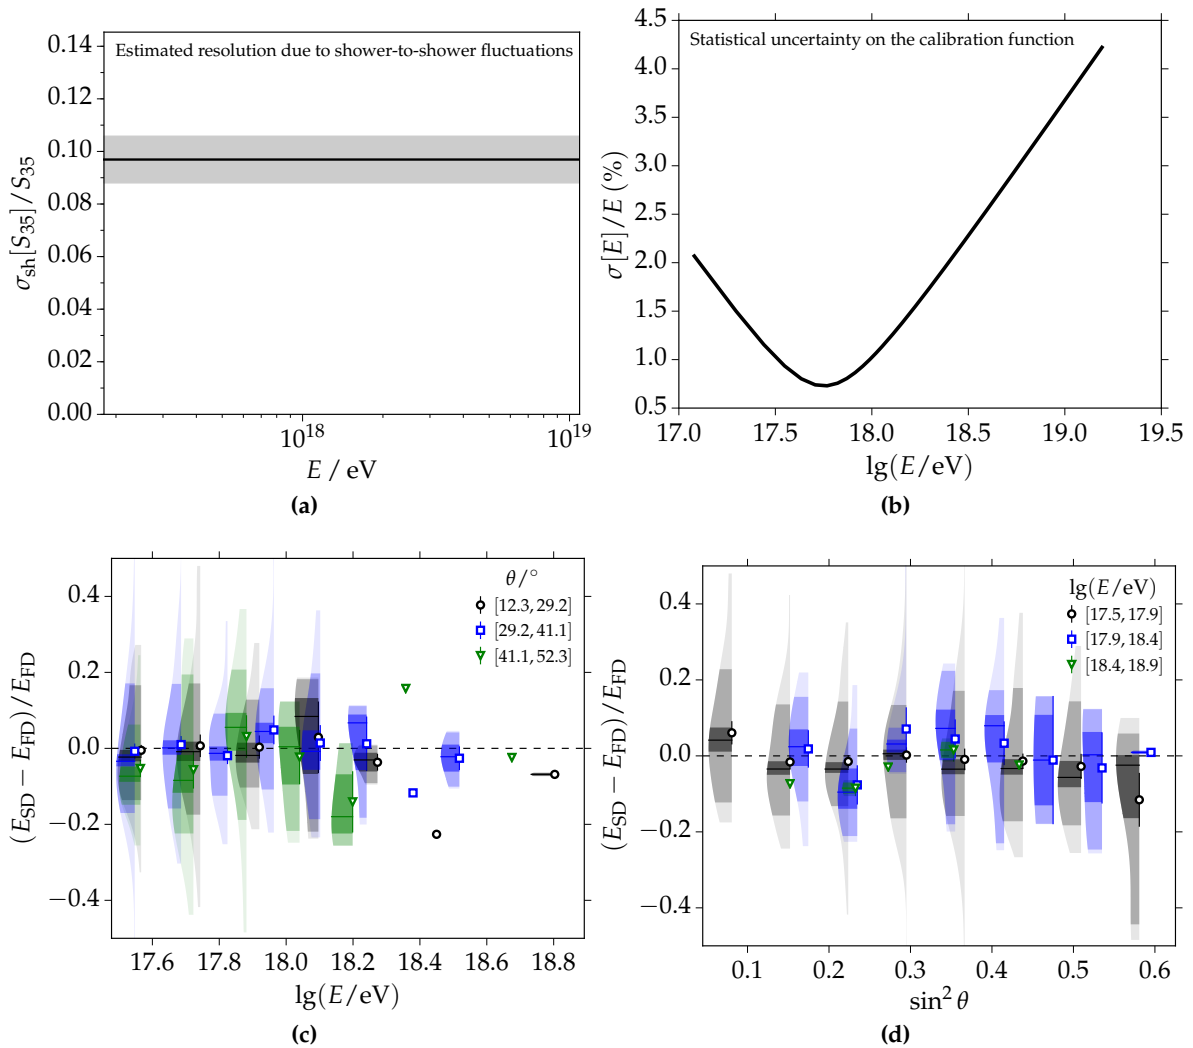 Estimated resolution due to shower-to-shower fluctuations
0.14
0.12
0.10
0.08
0.06
0.04
0.02
0.00
σsh[S35]/S35
10^18
10^19
E / eV
(a)
Statistical uncertainty on the calibration function
4.5
4.0
3.5
3.0
2.5
2.0
1.5
1.0
0.5
σ[E]/E (%)
17.0 17.5 18.0 18.5 19.0 19.5
lg(E/eV)
(b)
θ/°
[12.3, 29.2]
[29.2, 41.1]
[41.1, 52.3]
0.4
0.2
0.0
−0.2
−0.4
(ESD − EFD)/EFD
17.6 17.8 18.0 18.2 18.4 18.6 18.8
lg(E/eV)
(c)
lg(E/eV)
[17.5, 17.9]
[17.9, 18.4]
[18.4, 18.9]
0.4
0.2
0.0
−0.2
−0.4
(ESD − EFD)/EFD
0.1 0.2 0.3 0.4 0.5 0.6
sin² θ
(d)